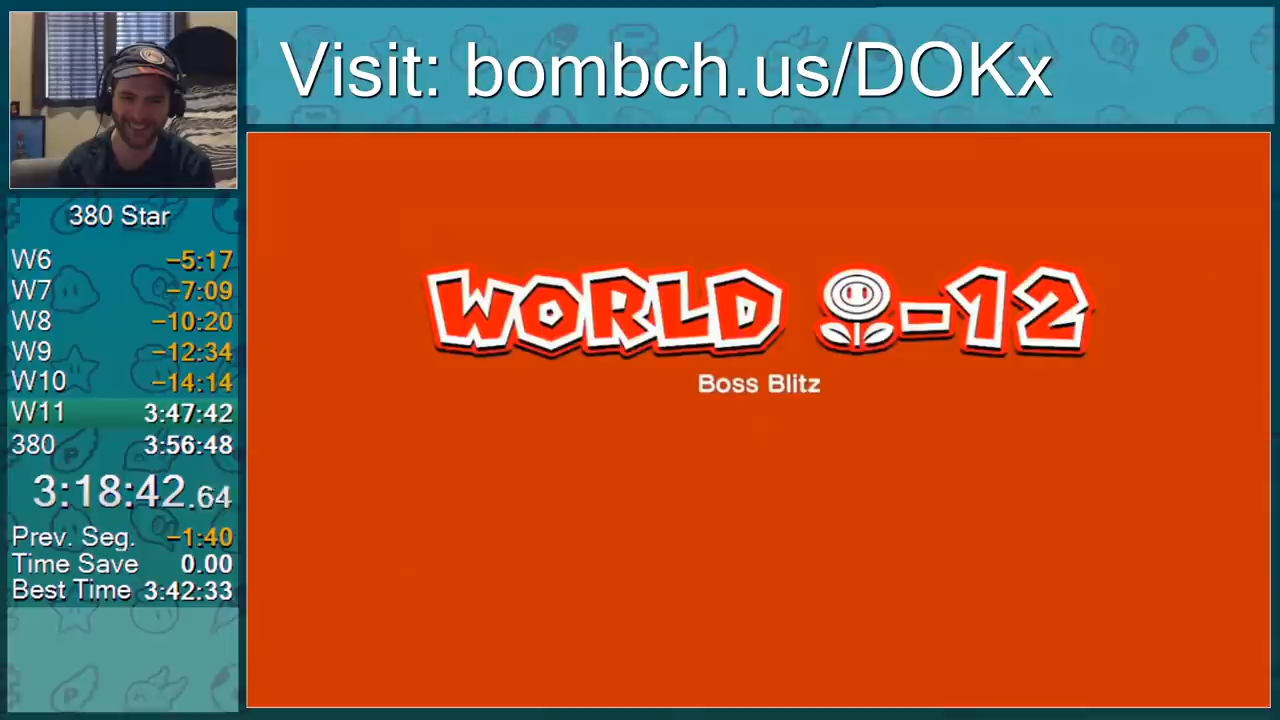 Visit: bombch.us/DOKx
380 Star
W6 −5:17
W7 −7:09
W8 −10:20
W9 −12:34
W10 −14:14
W11 3:47:42
380 3:56:48
3:18:42.64
Prev. Seg. −1:40
Time Save 0.00
Best Time 3:42:33
WORLD -12
Boss Blitz